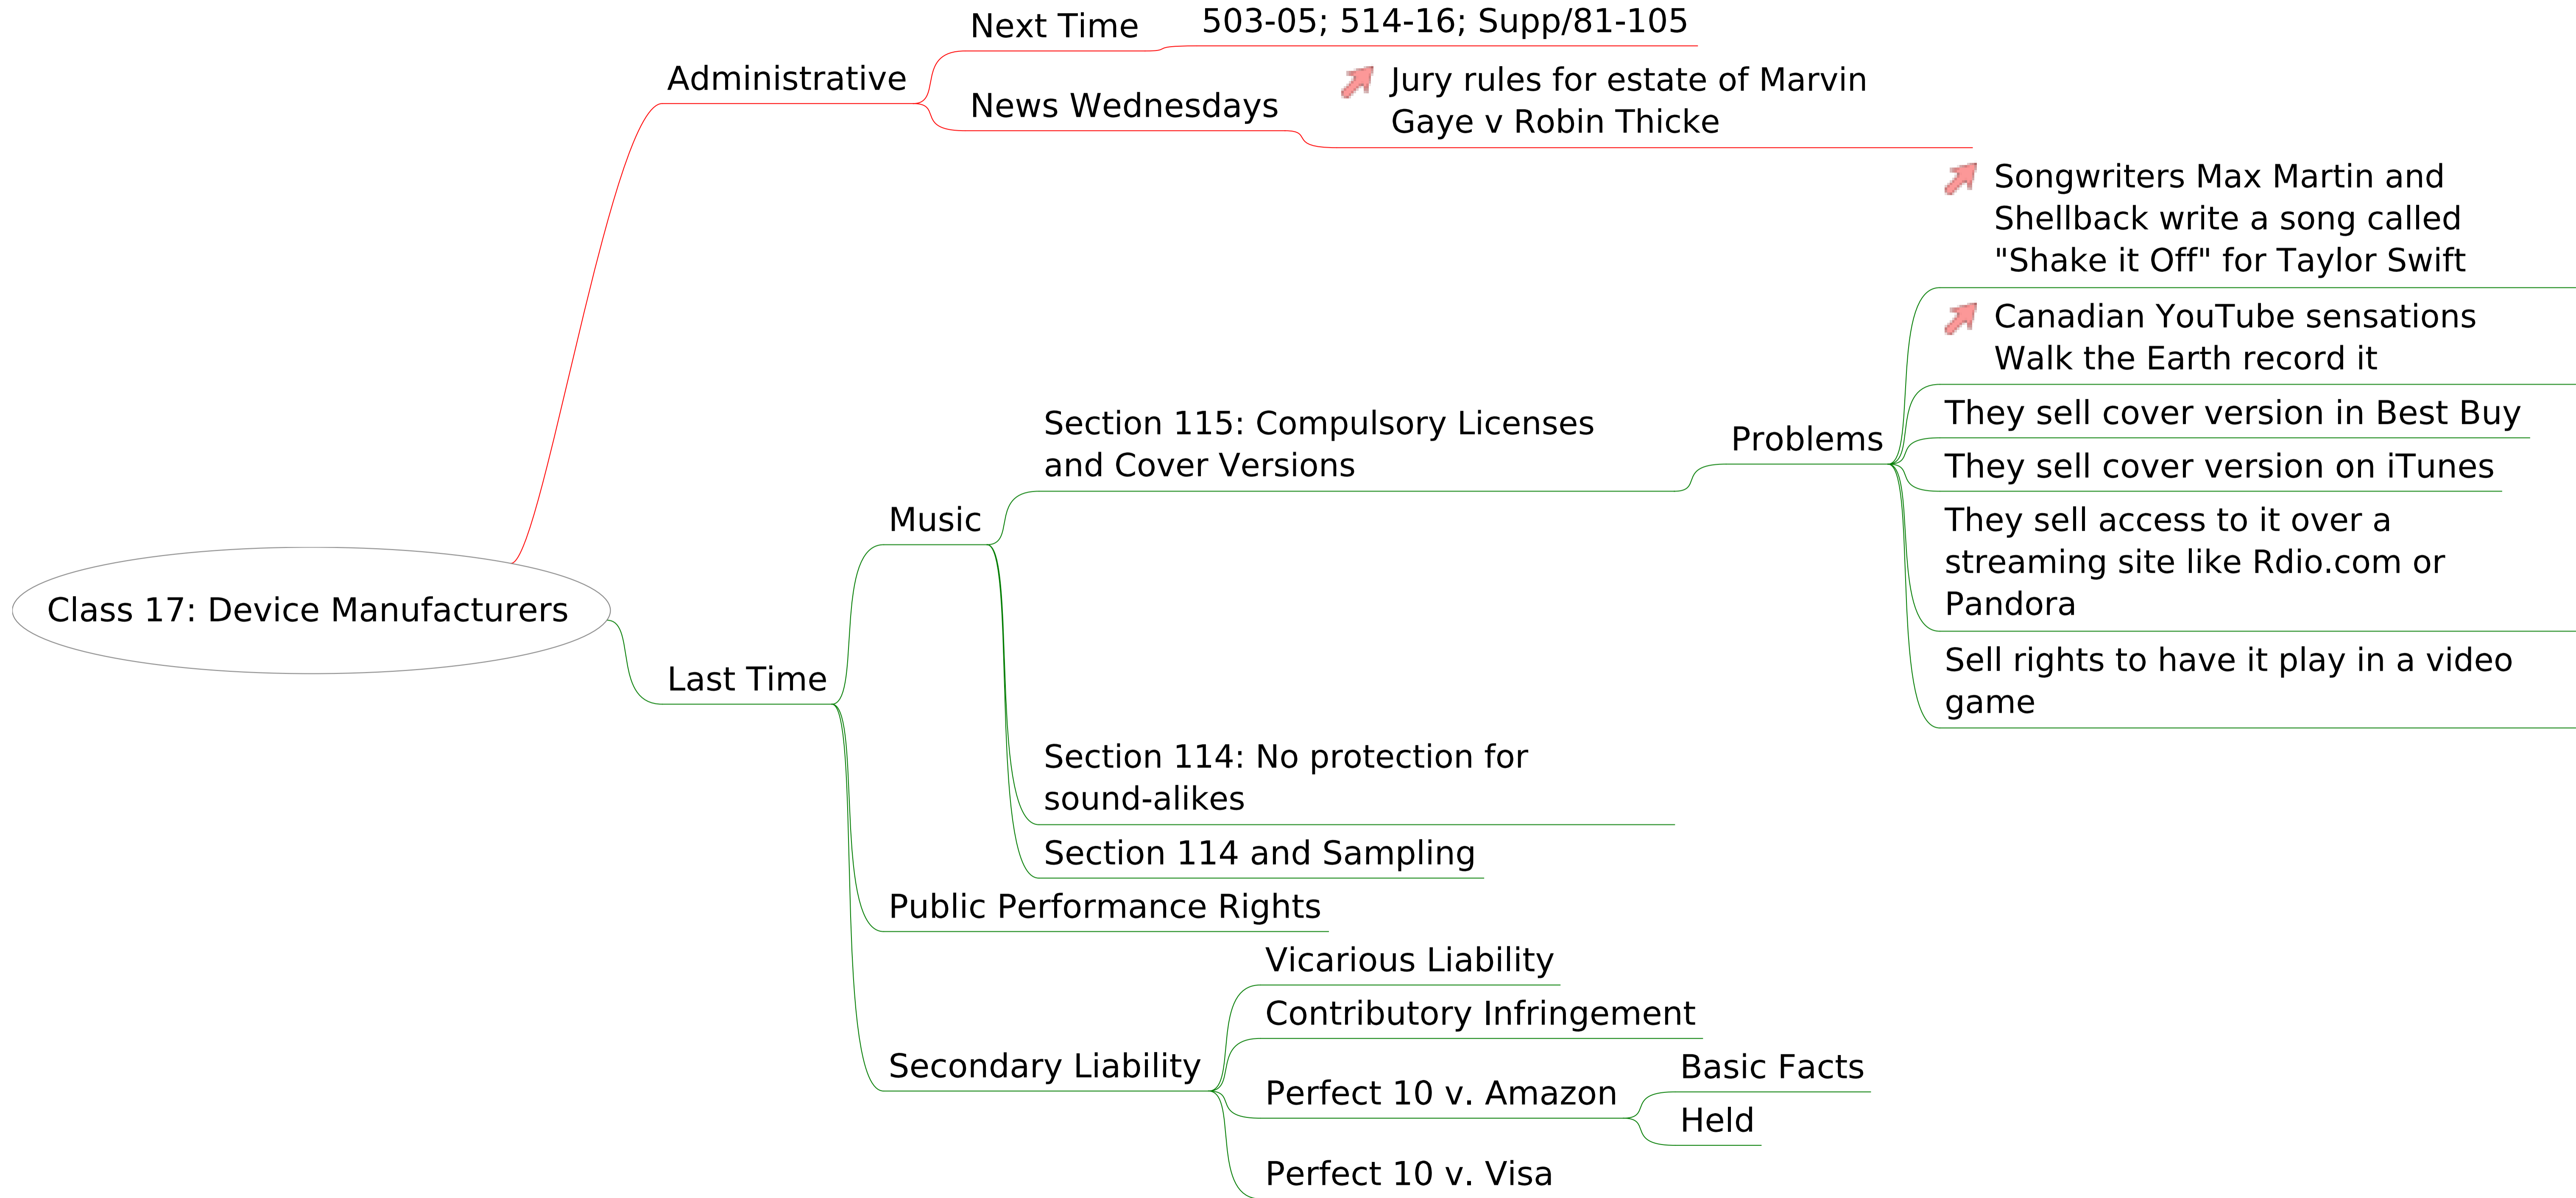 Class 17: Device Manufacturers
Administrative
Next Time
503-05; 514-16; Supp/81-105
News Wednesdays
Jury rules for estate of Marvin
Gaye v Robin Thicke
Last Time
Music
Section 115: Compulsory Licenses
and Cover Versions
Problems
Songwriters Max Martin and
Shellback write a song called
"Shake it Off" for Taylor Swift
Canadian YouTube sensations
Walk the Earth record it
They sell cover version in Best Buy
They sell cover version on iTunes
They sell access to it over a
streaming site like Rdio.com or
Pandora
Sell rights to have it play in a video
game
Section 114: No protection for
sound-alikes
Section 114 and Sampling
Public Performance Rights
Secondary Liability
Vicarious Liability
Contributory Infringement
Perfect 10 v. Amazon
Basic Facts
Held
Perfect 10 v. Visa